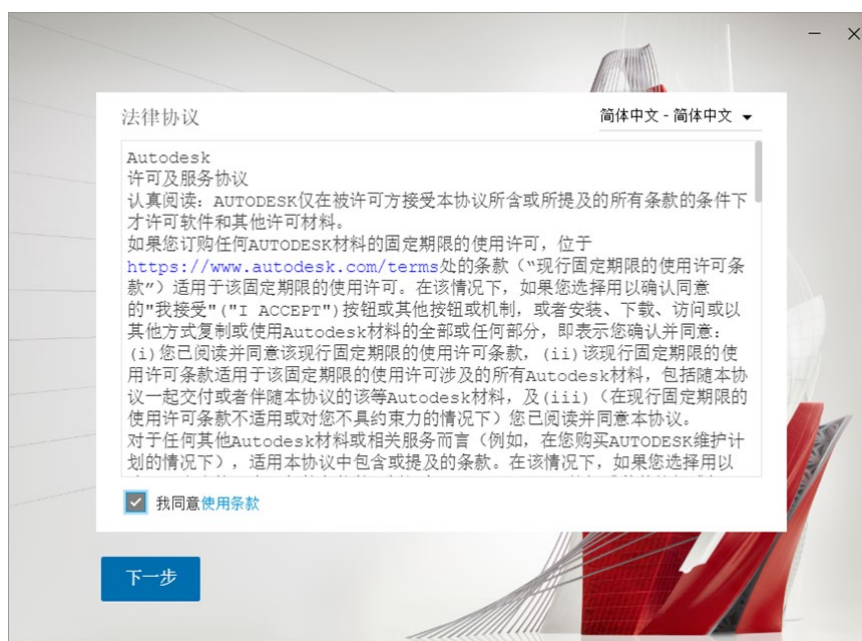 法律协议
简体中文 - 简体中文
Autodesk
许可及服务协议
认真阅读: AUTODESK仅在被许可方接受本协议所含或所提及的所有条款的条件下
才许可软件和其他许可材料。
如果您订购任何AUTODESK材料的固定期限的使用许可, 位于
https://www.autodesk.com/terms处的条款 (“现行固定期限的使用许可条
款”) 适用于该固定期限的使用许可。在该情况下, 如果您选择用以确认同意
的"我接受"("I ACCEPT")按钮或其他按钮或机制, 或者安装、下载、访问或以
其他方式复制或使用Autodesk材料的全部或任何部分, 即表示您确认并同意:
(i)您已阅读并同意该现行固定期限的使用许可条款, (ii)该现行固定期限的使
用许可条款适用于该固定期限的使用许可涉及的所有Autodesk材料, 包括随本协
议一起交付或者伴随本协议的该等Autodesk材料, 及(iii) (在现行固定期限的
使用许可条款不适用或对您不具约束力的情况下) 您已阅读并同意本协议。
对于任何其他Autodesk材料或相关服务而言 (例如, 在您购买AUTODESK维护计
划的情况下) , 适用本协议中包含或提及的条款。在该情况下, 如果您选择用以
我同意使用条款
下一步